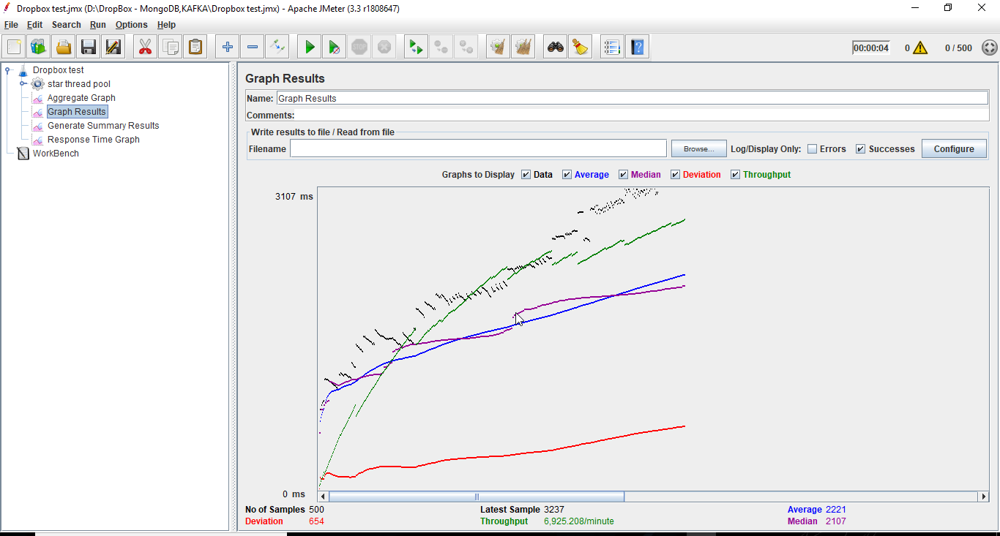 Dropbox test.jmx (D:\DropBox - MongoDB,KAFKA\Dropbox test.jmx) - Apache JMeter (3.3 r1808647)
File Edit Search Run Options Help
00:00:04 0 0 / 500
Dropbox test
star thread pool
Aggregate Graph
Graph Results
Generate Summary Results
Response Time Graph
WorkBench
Graph Results
Name: Graph Results
Comments:
Write results to file / Read from file
Filename Browse... Log/Display Only: Errors Successes Configure
Graphs to Display Data Average Median Deviation Throughput
3107 ms
0 ms
No of Samples 500 Latest Sample 3237 Average 2221
Deviation 654 Throughput 6,925.208/minute Median 2107